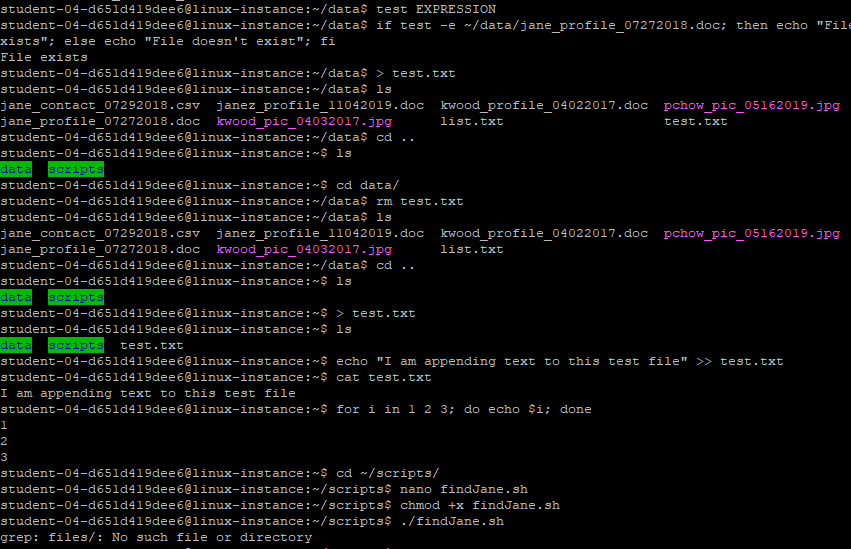 student-04-d651d419dee6@linux-instance:~/data$ test EXPRESSION
student-04-d651d419dee6@linux-instance:~/data$ if test -e ~/data/jane_profile_07272018.doc; then echo "File
xists"; else echo "File doesn't exist"; fi
File exists
student-04-d651d419dee6@linux-instance:~/data$ > test.txt
student-04-d651d419dee6@linux-instance:~/data$ ls
jane_contact_07292018.csv  janez_profile_11042019.doc  kwood_profile_04022017.doc  pchow_pic_05162019.jpg
jane_profile_07272018.doc  kwood_pic_04032017.jpg      list.txt                    test.txt
student-04-d651d419dee6@linux-instance:~/data$ cd ..
student-04-d651d419dee6@linux-instance:~$ ls
data  scripts
student-04-d651d419dee6@linux-instance:~$ cd data/
student-04-d651d419dee6@linux-instance:~/data$ rm test.txt
student-04-d651d419dee6@linux-instance:~/data$ ls
jane_contact_07292018.csv  janez_profile_11042019.doc  kwood_profile_04022017.doc  pchow_pic_05162019.jpg
jane_profile_07272018.doc  kwood_pic_04032017.jpg      list.txt
student-04-d651d419dee6@linux-instance:~/data$ cd ..
student-04-d651d419dee6@linux-instance:~$ ls
data  scripts
student-04-d651d419dee6@linux-instance:~$ > test.txt
student-04-d651d419dee6@linux-instance:~$ ls
data  scripts  test.txt
student-04-d651d419dee6@linux-instance:~$ echo "I am appending text to this test file" >> test.txt
student-04-d651d419dee6@linux-instance:~$ cat test.txt
I am appending text to this test file
student-04-d651d419dee6@linux-instance:~$ for i in 1 2 3; do echo $i; done
1
2
3
student-04-d651d419dee6@linux-instance:~$ cd ~/scripts/
student-04-d651d419dee6@linux-instance:~/scripts$ nano findJane.sh
student-04-d651d419dee6@linux-instance:~/scripts$ chmod +x findJane.sh
student-04-d651d419dee6@linux-instance:~/scripts$ ./findJane.sh
grep: files/: No such file or directory